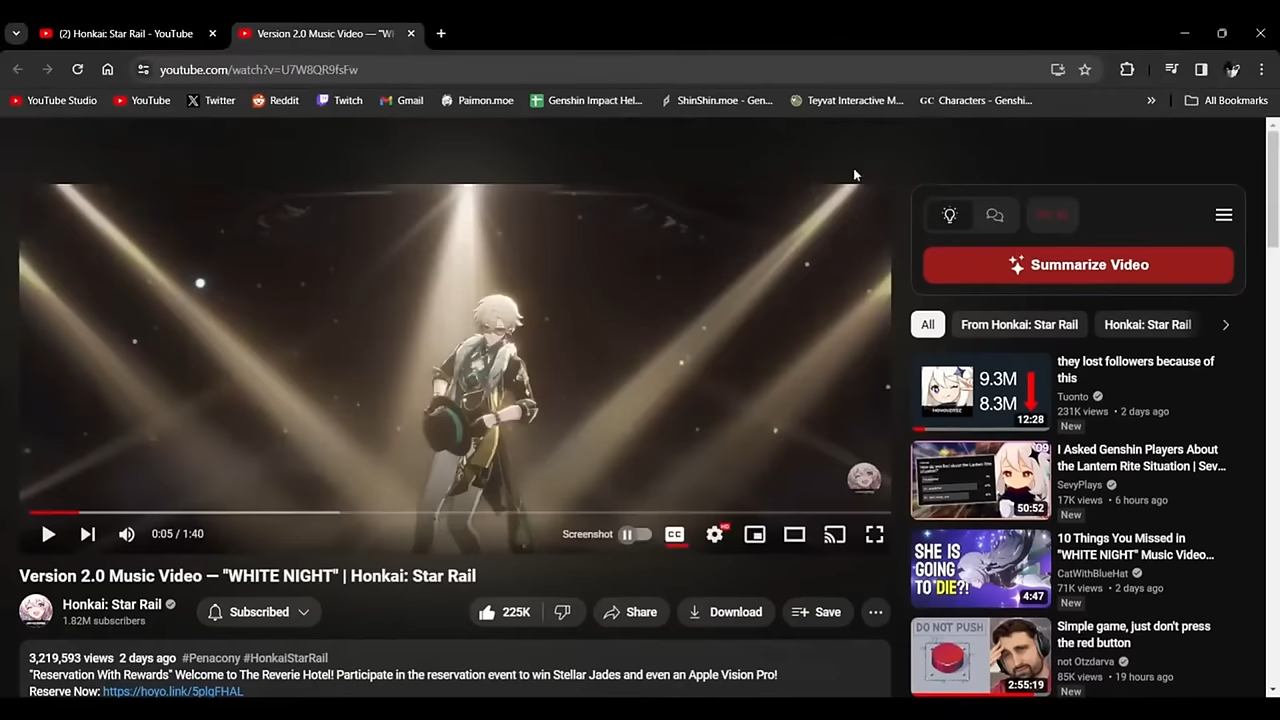 (2) Honkai: Star Rail - YouTube
Version 2.0 Music Video — "WI
youtube.com/watch?v=U7W8QR9fsFw
YouTube Studio
YouTube
Twitter
Reddit
Twitch
Gmail
Paimon.moe
Genshin Impact Hel...
ShinShin.moe - Gen...
Teyvat Interactive M...
GC Characters - Genshi...
All Bookmarks
Summarize Video
All
From Honkai: Star Rail
Honkai: Star Rail
9.3M
8.3M
12:28
they lost followers because of
this
Tuonto
231K views • 2 days ago
New
50:52
I Asked Genshin Players About
the Lantern Rite Situation | Sev...
SevyPlays
17K views • 6 hours ago
New
SHE IS
GOING
TO "DIE?!
4:47
10 Things You Missed in
"WHITE NIGHT" Music Video...
CatWithBlueHat
71K views • 2 days ago
New
DO NOT PUSH
2:55:19
Simple game, just don't press
the red button
not Otzdarva
85K views • 19 hours ago
New
0:05 / 1:40
Screenshot
CC
HD
Version 2.0 Music Video — "WHITE NIGHT" | Honkai: Star Rail
Honkai: Star Rail
1.82M subscribers
Subscribed
225K
Share
Download
Save
3,219,593 views 2 days ago #Penacony #HonkaiStarRail
"Reservation With Rewards" Welcome to The Reverie Hotel! Participate in the reservation event to win Stellar Jades and even an Apple Vision Pro!
Reserve Now: https://hoyo.link/5plqFHAL